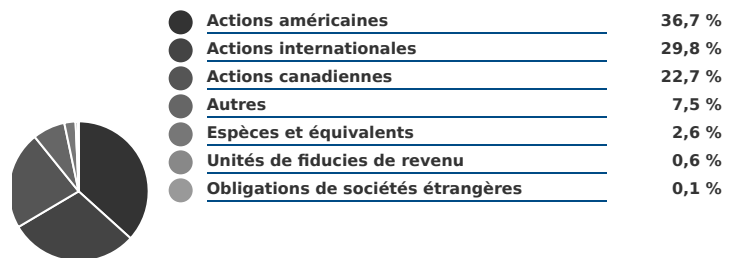 Actions américaines 36,7 %
Actions internationales 29,8 %
Actions canadiennes 22,7 %
Autres 7,5 %
Espèces et équivalents 2,6 %
Unités de fiducies de revenu 0,6 %
Obligations de sociétés étrangères 0,1 %